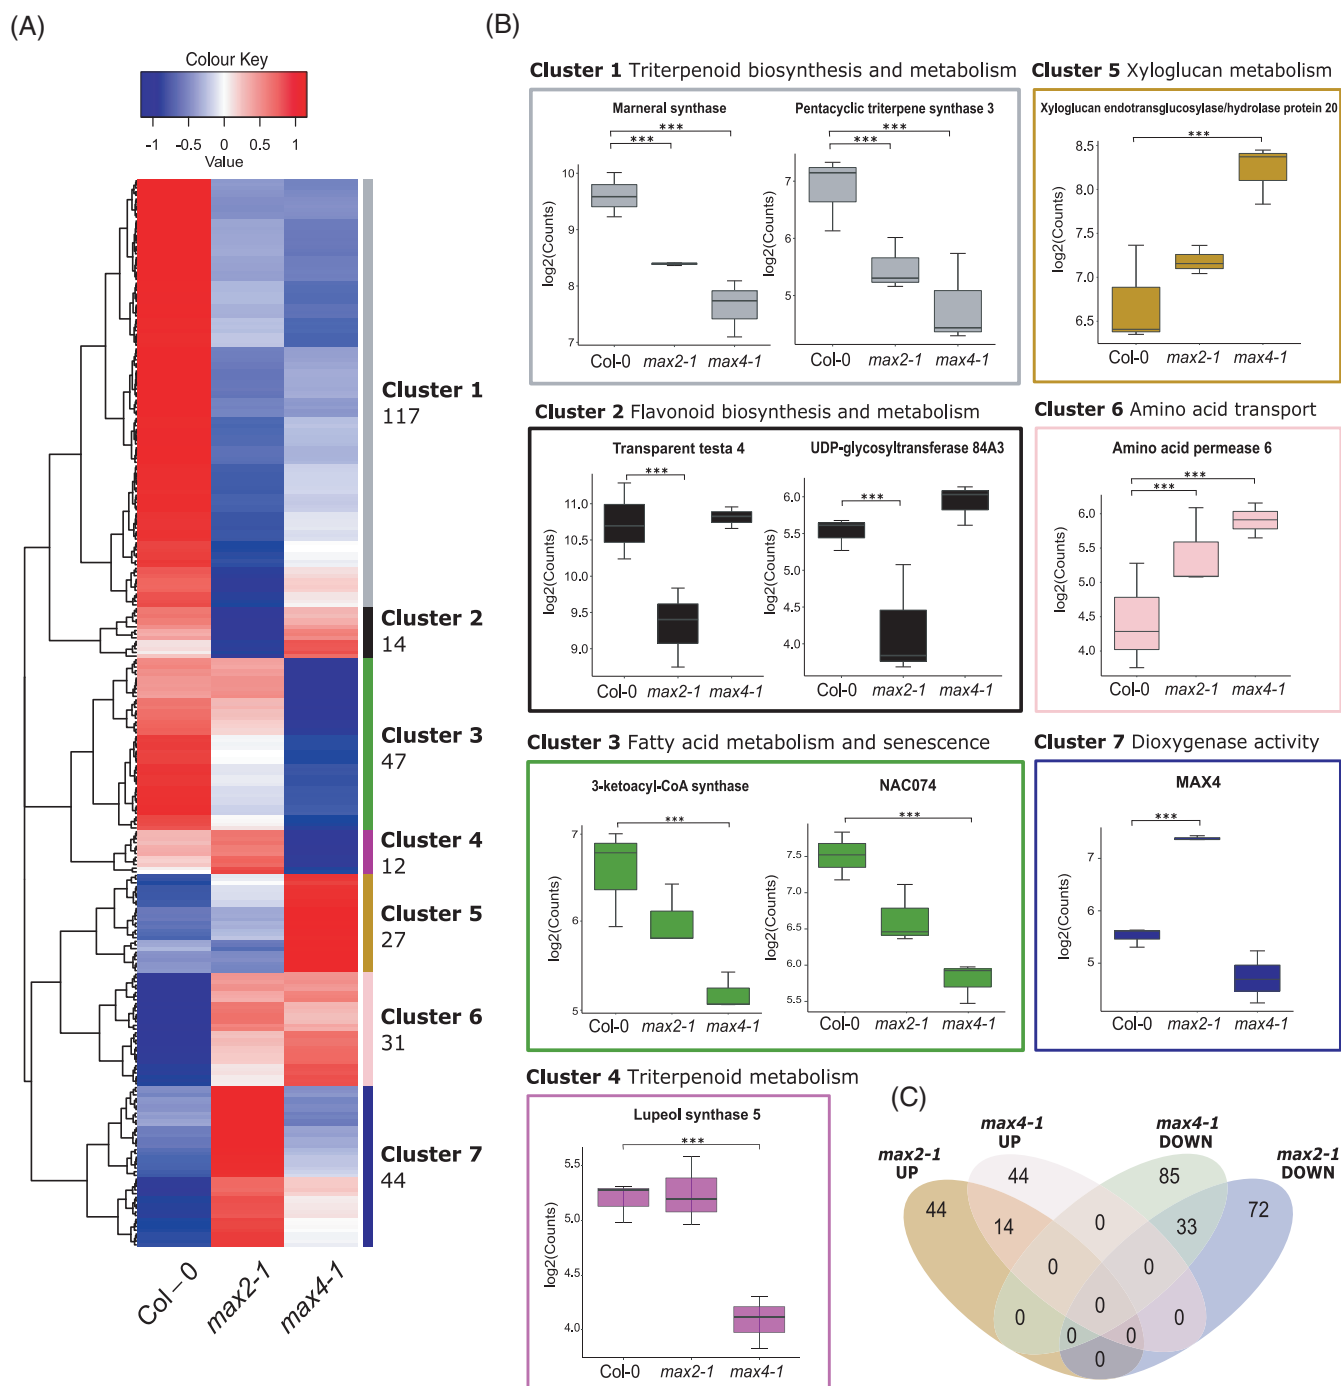 (A)
Colour Key
-1 -0.5 0 0.5 1
Value
Cluster 1
117
Cluster 2
14
Cluster 3
47
Cluster 4
12
Cluster 5
27
Cluster 6
31
Cluster 7
44
Col – 0
max2-1
max4-1
(B)
Cluster 1 Triterpenoid biosynthesis and metabolism
Marneral synthase
***
***
log2(Counts)
10
9
8
7
Col-0 max2-1 max4-1
Pentacyclic triterpene synthase 3
***
***
log2(Counts)
7
6
5
Col-0 max2-1 max4-1
Cluster 5 Xyloglucan metabolism
Xyloglucan endotransglucosylase/hydrolase protein 20
***
log2(Counts)
8.5
8.0
7.5
7.0
6.5
Col-0 max2-1 max4-1
Cluster 2 Flavonoid biosynthesis and metabolism
Transparent testa 4
***
log2(Counts)
11.0
10.5
10.0
9.5
9.0
Col-0 max2-1 max4-1
UDP-glycosyltransferase 84A3
***
log2(Counts)
6.0
5.5
5.0
4.5
4.0
Col-0 max2-1 max4-1
Cluster 6 Amino acid transport
Amino acid permease 6
***
***
log2(Counts)
6.0
5.5
5.0
4.5
4.0
Col-0 max2-1 max4-1
Cluster 3 Fatty acid metabolism and senescence
3-ketoacyl-CoA synthase
***
log2(Counts)
7
6
5
Col-0 max2-1 max4-1
NAC074
***
log2(Counts)
7.5
7.0
6.5
6.0
5.5
Col-0 max2-1 max4-1
Cluster 7 Dioxygenase activity
MAX4
***
log2(Counts)
7
6
5
Col-0 max2-1 max4-1
Cluster 4 Triterpenoid metabolism
Lupeol synthase 5
***
log2(Counts)
5.5
5.0
4.5
4.0
Col-0 max2-1 max4-1
(C)
max2-1
UP
max4-1
UP
max4-1
DOWN
max2-1
DOWN
44
44
85
72
14
0
33
0
0
0
0
0
0
0
0